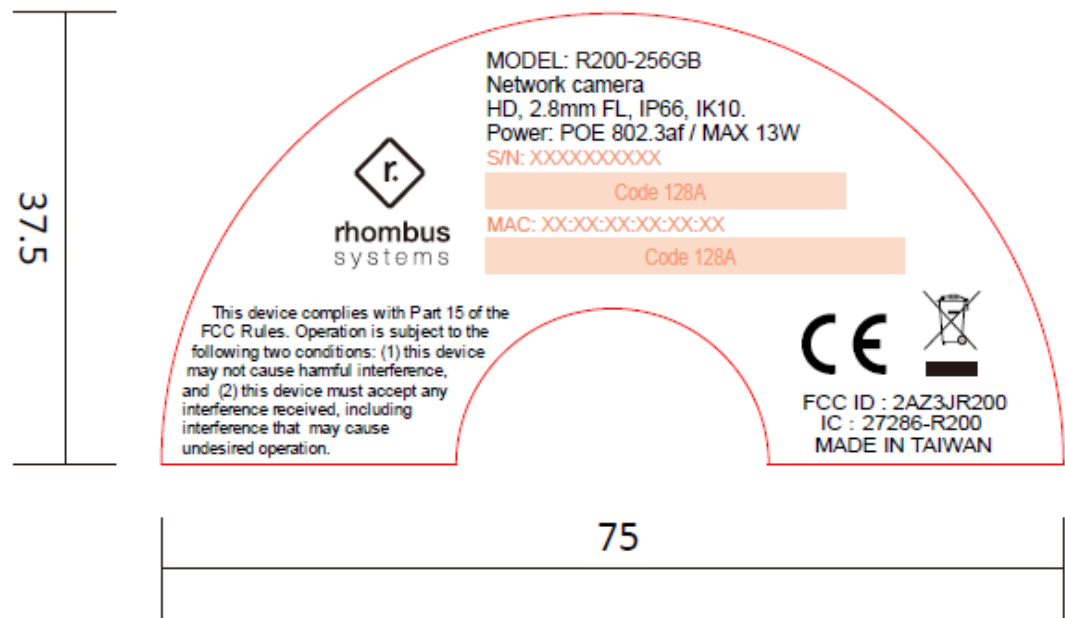 MODEL: R200-256GB
Network camera
HD, 2.8mm FL, IP66, IK10.
Power: POE 802.3af / MAX 13W
S/N: XXXXXXXXXX
Code 128A
MAC: XX:XX:XX:XX:XX:XX
Code 128A
r.
rhombus
systems
37.5
This device complies with Part 15 of the
FCC Rules. Operation is subject to the
following two conditions: (1) this device
may not cause harmful interference,
and (2) this device must accept any
interference received, including
interference that may cause
undesired operation.
CE
FCC ID : 2AZ3JR200
IC : 27286-R200
MADE IN TAIWAN
75